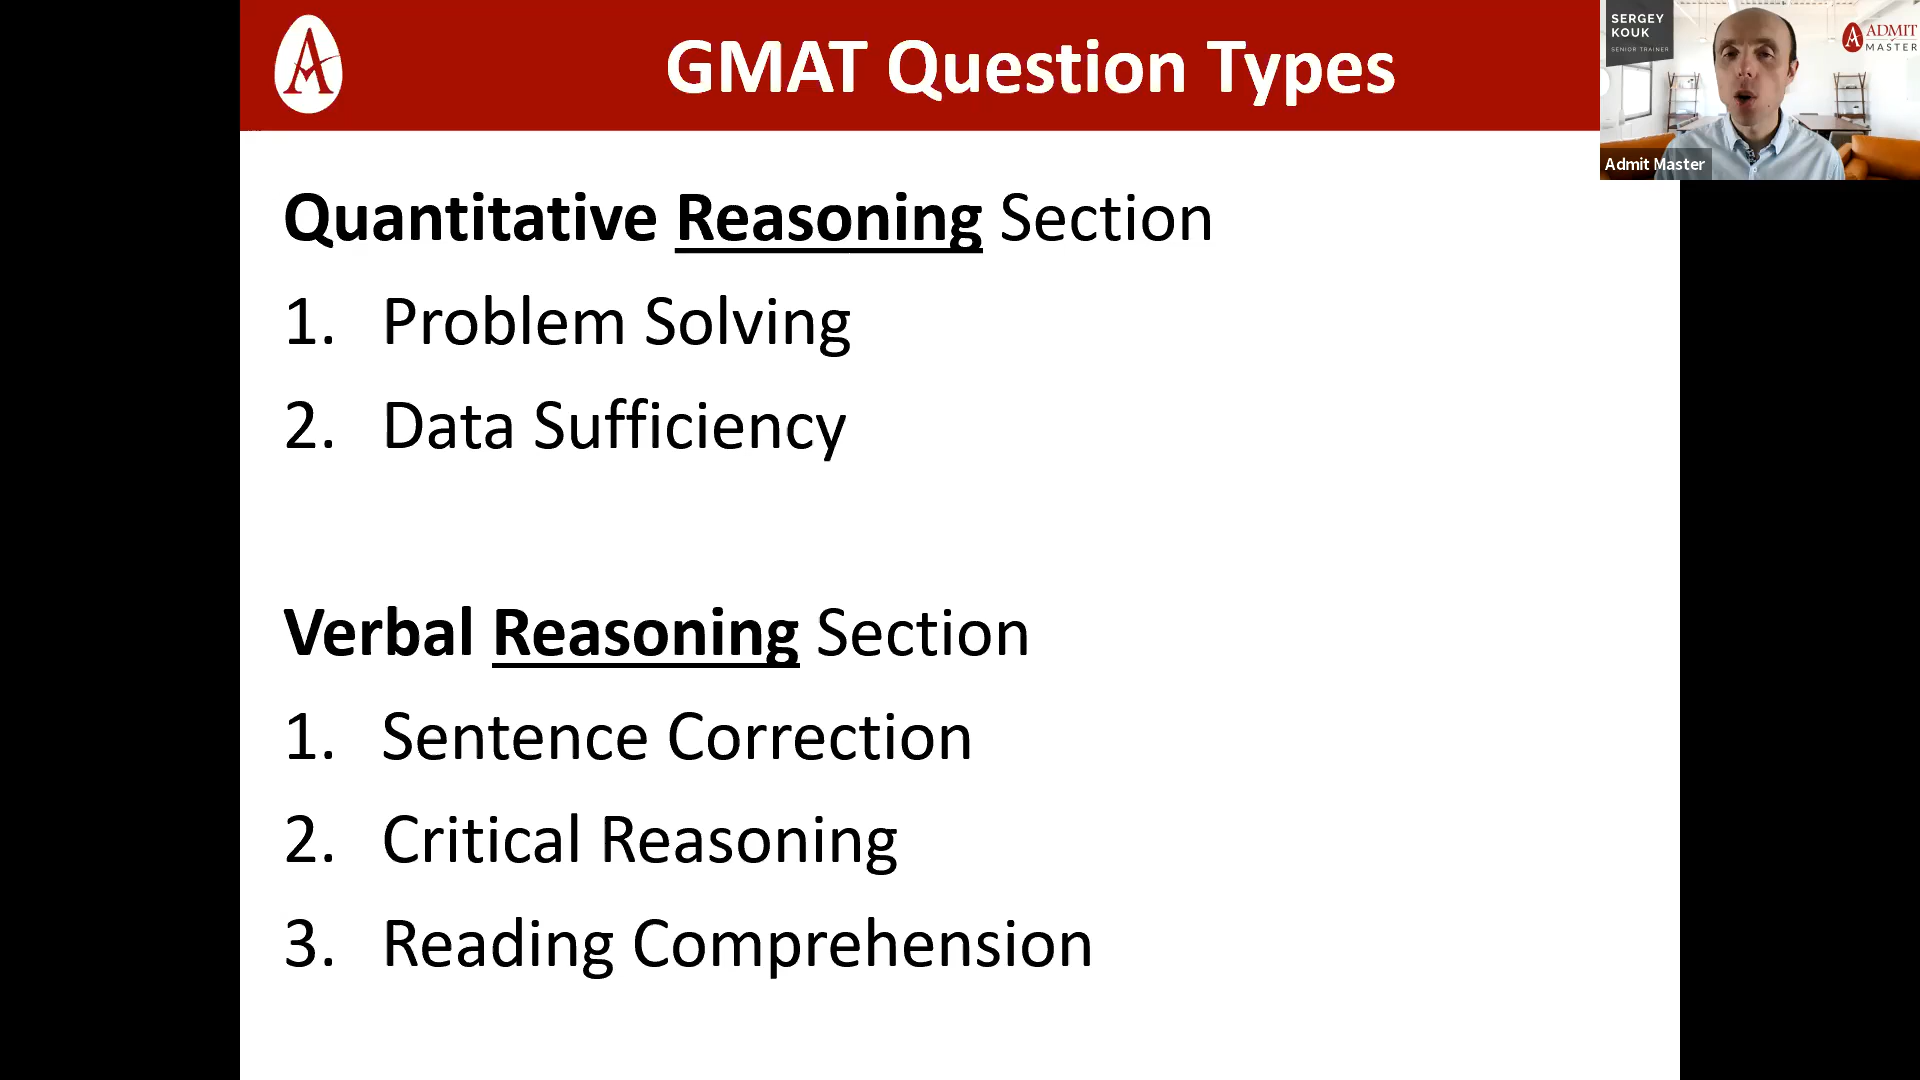 GMAT Question Types
SERGEY
KOUK
SENIOR TRAINER
ADMIT
MASTER
Admit Master
Quantitative Reasoning Section
1. Problem Solving
2. Data Sufficiency
Verbal Reasoning Section
1. Sentence Correction
2. Critical Reasoning
3. Reading Comprehension